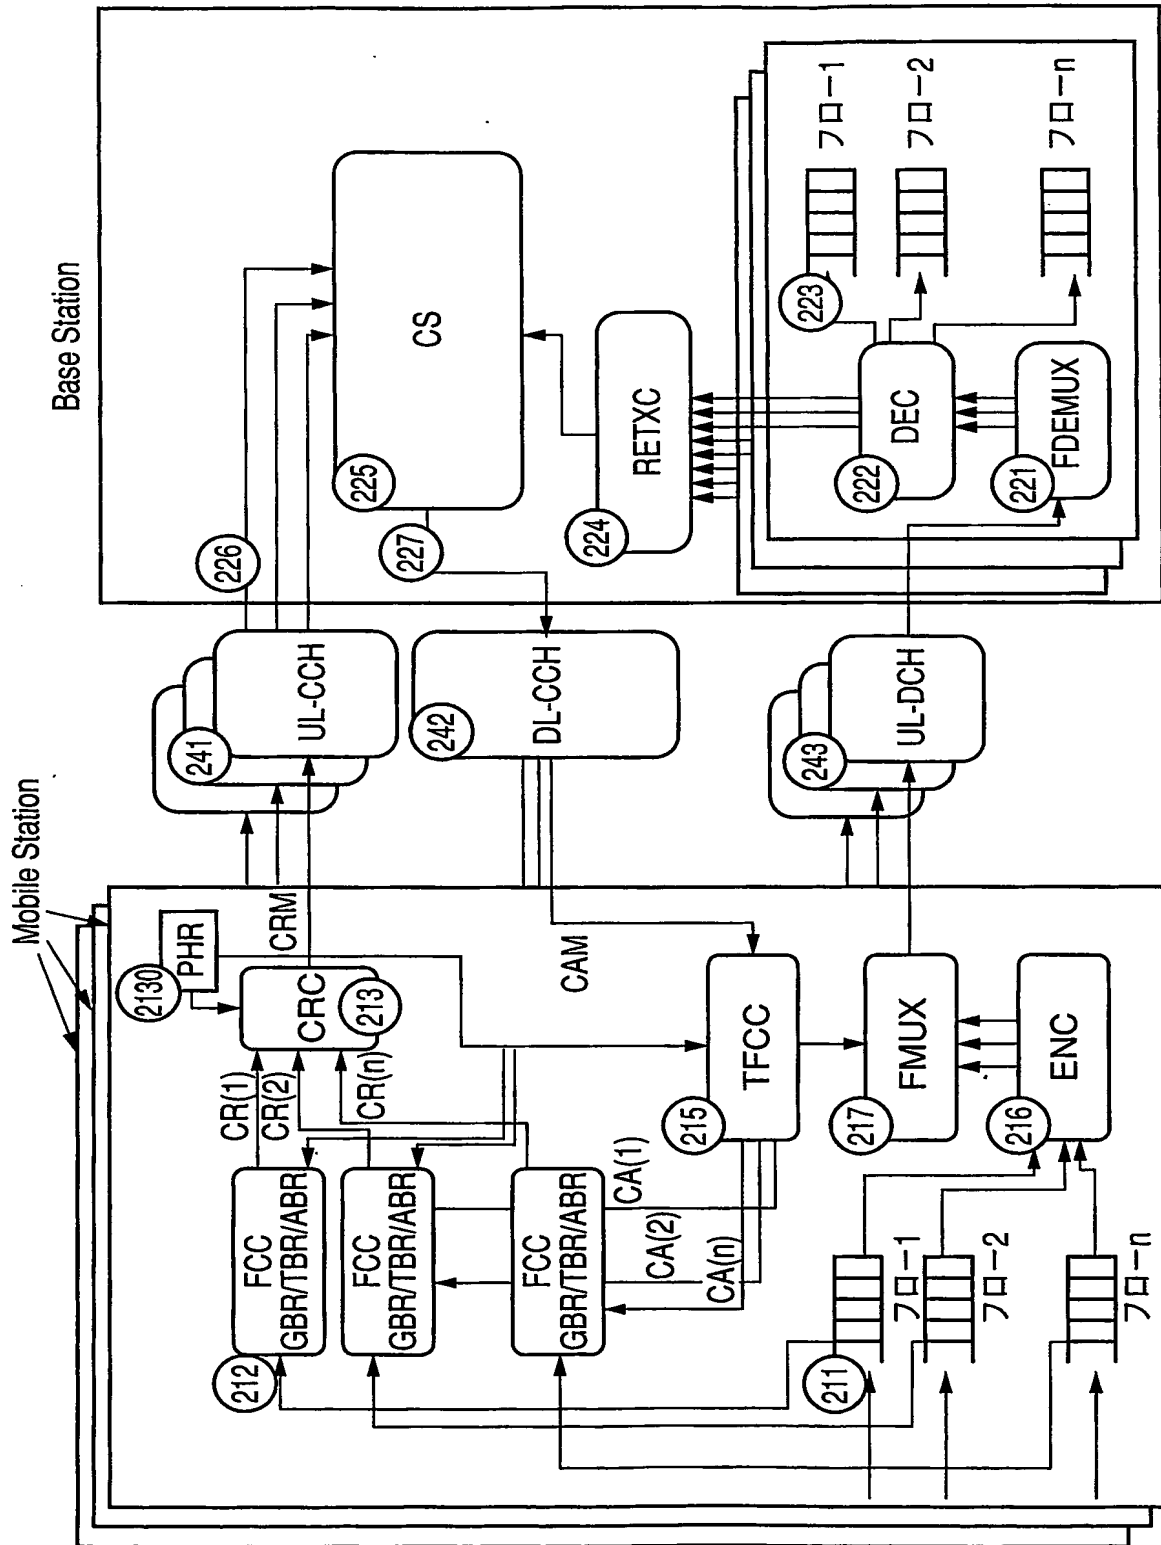 Mobile Station
Base Station
2130
PHR
CRM
CRC
213
CR(1)
CR(2)
CR(n)
212
FCC
GBR/TBR/ABR
FCC
GBR/TBR/ABR
FCC
GBR/TBR/ABR
CA(1)
CA(2)
CA(n)
CAM
215
TFCC
217
FMUX
216
ENC
211
フロー1
フロー2
フローn
241
UL-CCH
242
DL-CCH
243
UL-DCH
226
227
225
CS
224
RETXC
222
DEC
221
FDEMUX
223
フロー1
フロー2
フローn